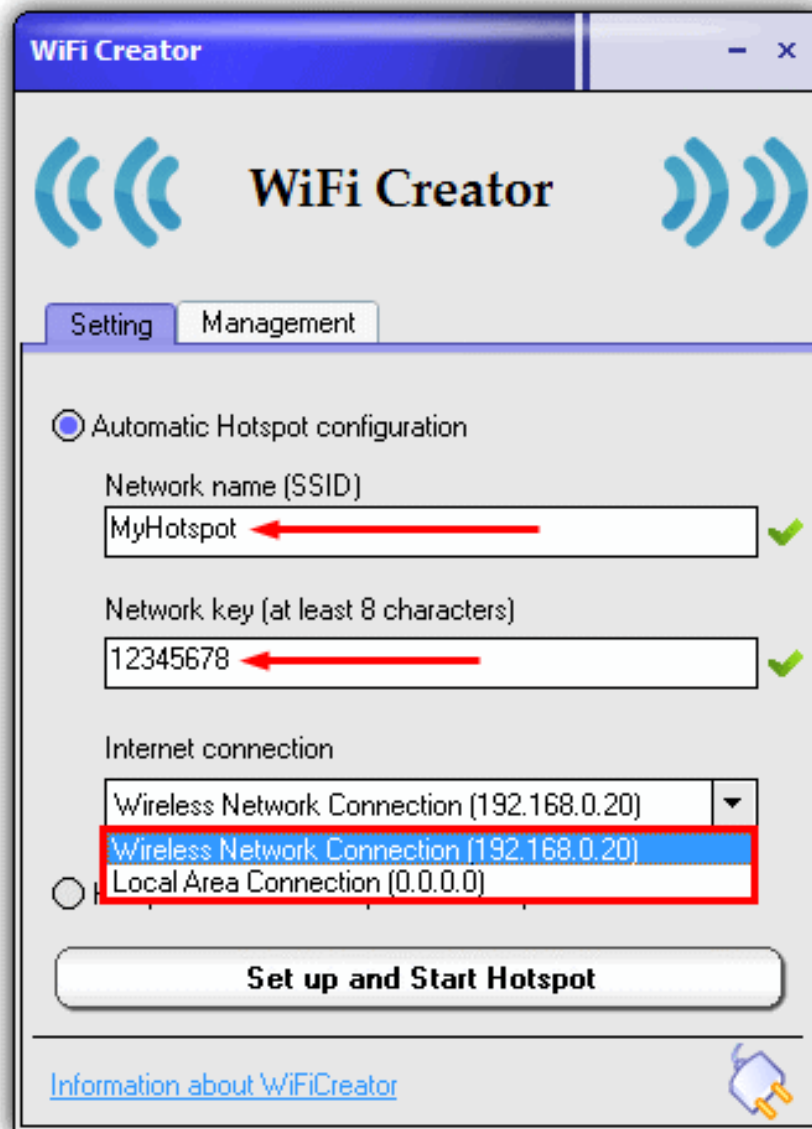 WiFi Creator
WiFi Creator
Setting Management
Automatic Hotspot configuration
Network name (SSID)
MyHotspot
Network key (at least 8 characters)
12345678
Internet connection
Wireless Network Connection (192.168.0.20)
Wireless Network Connection (192.168.0.20)
Local Area Connection (0.0.0.0)
Set up and Start Hotspot
Information about WiFiCreator